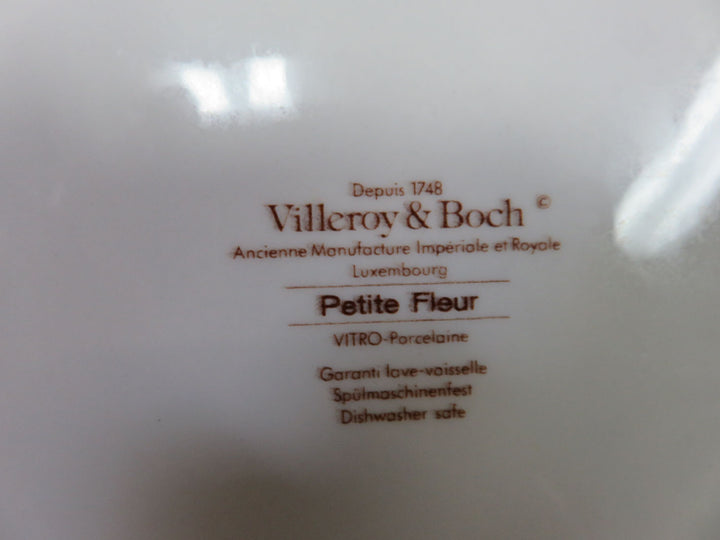 Depuis 1748
Villeroy & Boch ©
Ancienne Manufacture Impériale et Royale
Luxembourg
Petite Fleur
VITRO-Porcelaine
Garanti lave-vaisselle
Spülmaschinenfest
Dishwasher safe